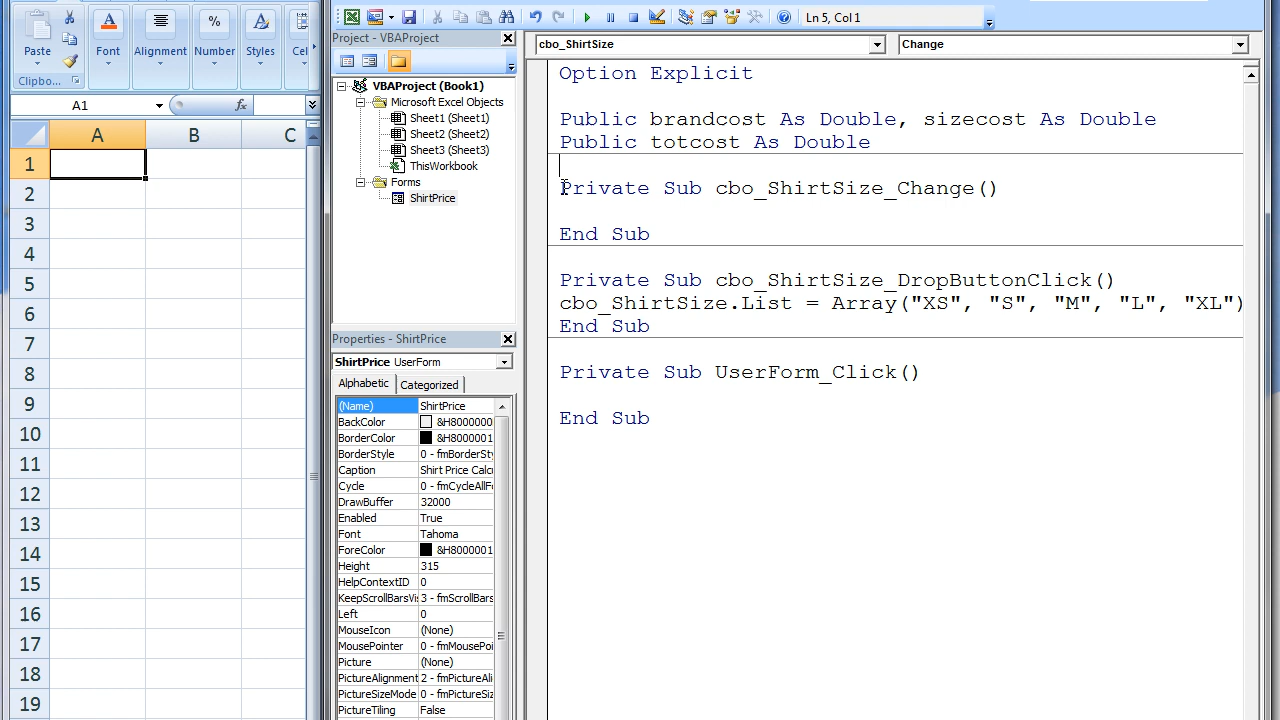 Ln 5, Col 1
Paste
Font
Alignment
Number
Styles
Cel
Clipbo...
A1
fx
A B C
1
2
3
4
5
6
7
8
9
10
11
12
13
14
15
16
17
18
19
Project - VBAProject
VBAProject (Book1)
Microsoft Excel Objects
Sheet1 (Sheet1)
Sheet2 (Sheet2)
Sheet3 (Sheet3)
ThisWorkbook
Forms
ShirtPrice
Properties - ShirtPrice
ShirtPrice UserForm
Alphabetic Categorized
(Name) ShirtPrice
BackColor &H8000000
BorderColor &H8000001
BorderStyle 0 - fmBorderSty
Caption Shirt Price Calcu
Cycle 0 - fmCycleAllFo
DrawBuffer 32000
Enabled True
Font Tahoma
ForeColor &H8000001
Height 315
HelpContextID 0
KeepScrollBarsVis 3 - fmScrollBars
Left 0
MouseIcon (None)
MousePointer 0 - fmMousePoi
Picture (None)
PictureAlignment 2 - fmPictureAli
PictureSizeMode 0 - fmPictureSiz
PictureTiling False
cbo_ShirtSize Change
Option Explicit
Public brandcost As Double, sizecost As Double
Public totcost As Double
Private Sub cbo_ShirtSize_Change()
End Sub
Private Sub cbo_ShirtSize_DropButtonClick()
cbo_ShirtSize.List = Array("XS", "S", "M", "L", "XL")
End Sub
Private Sub UserForm_Click()
End Sub